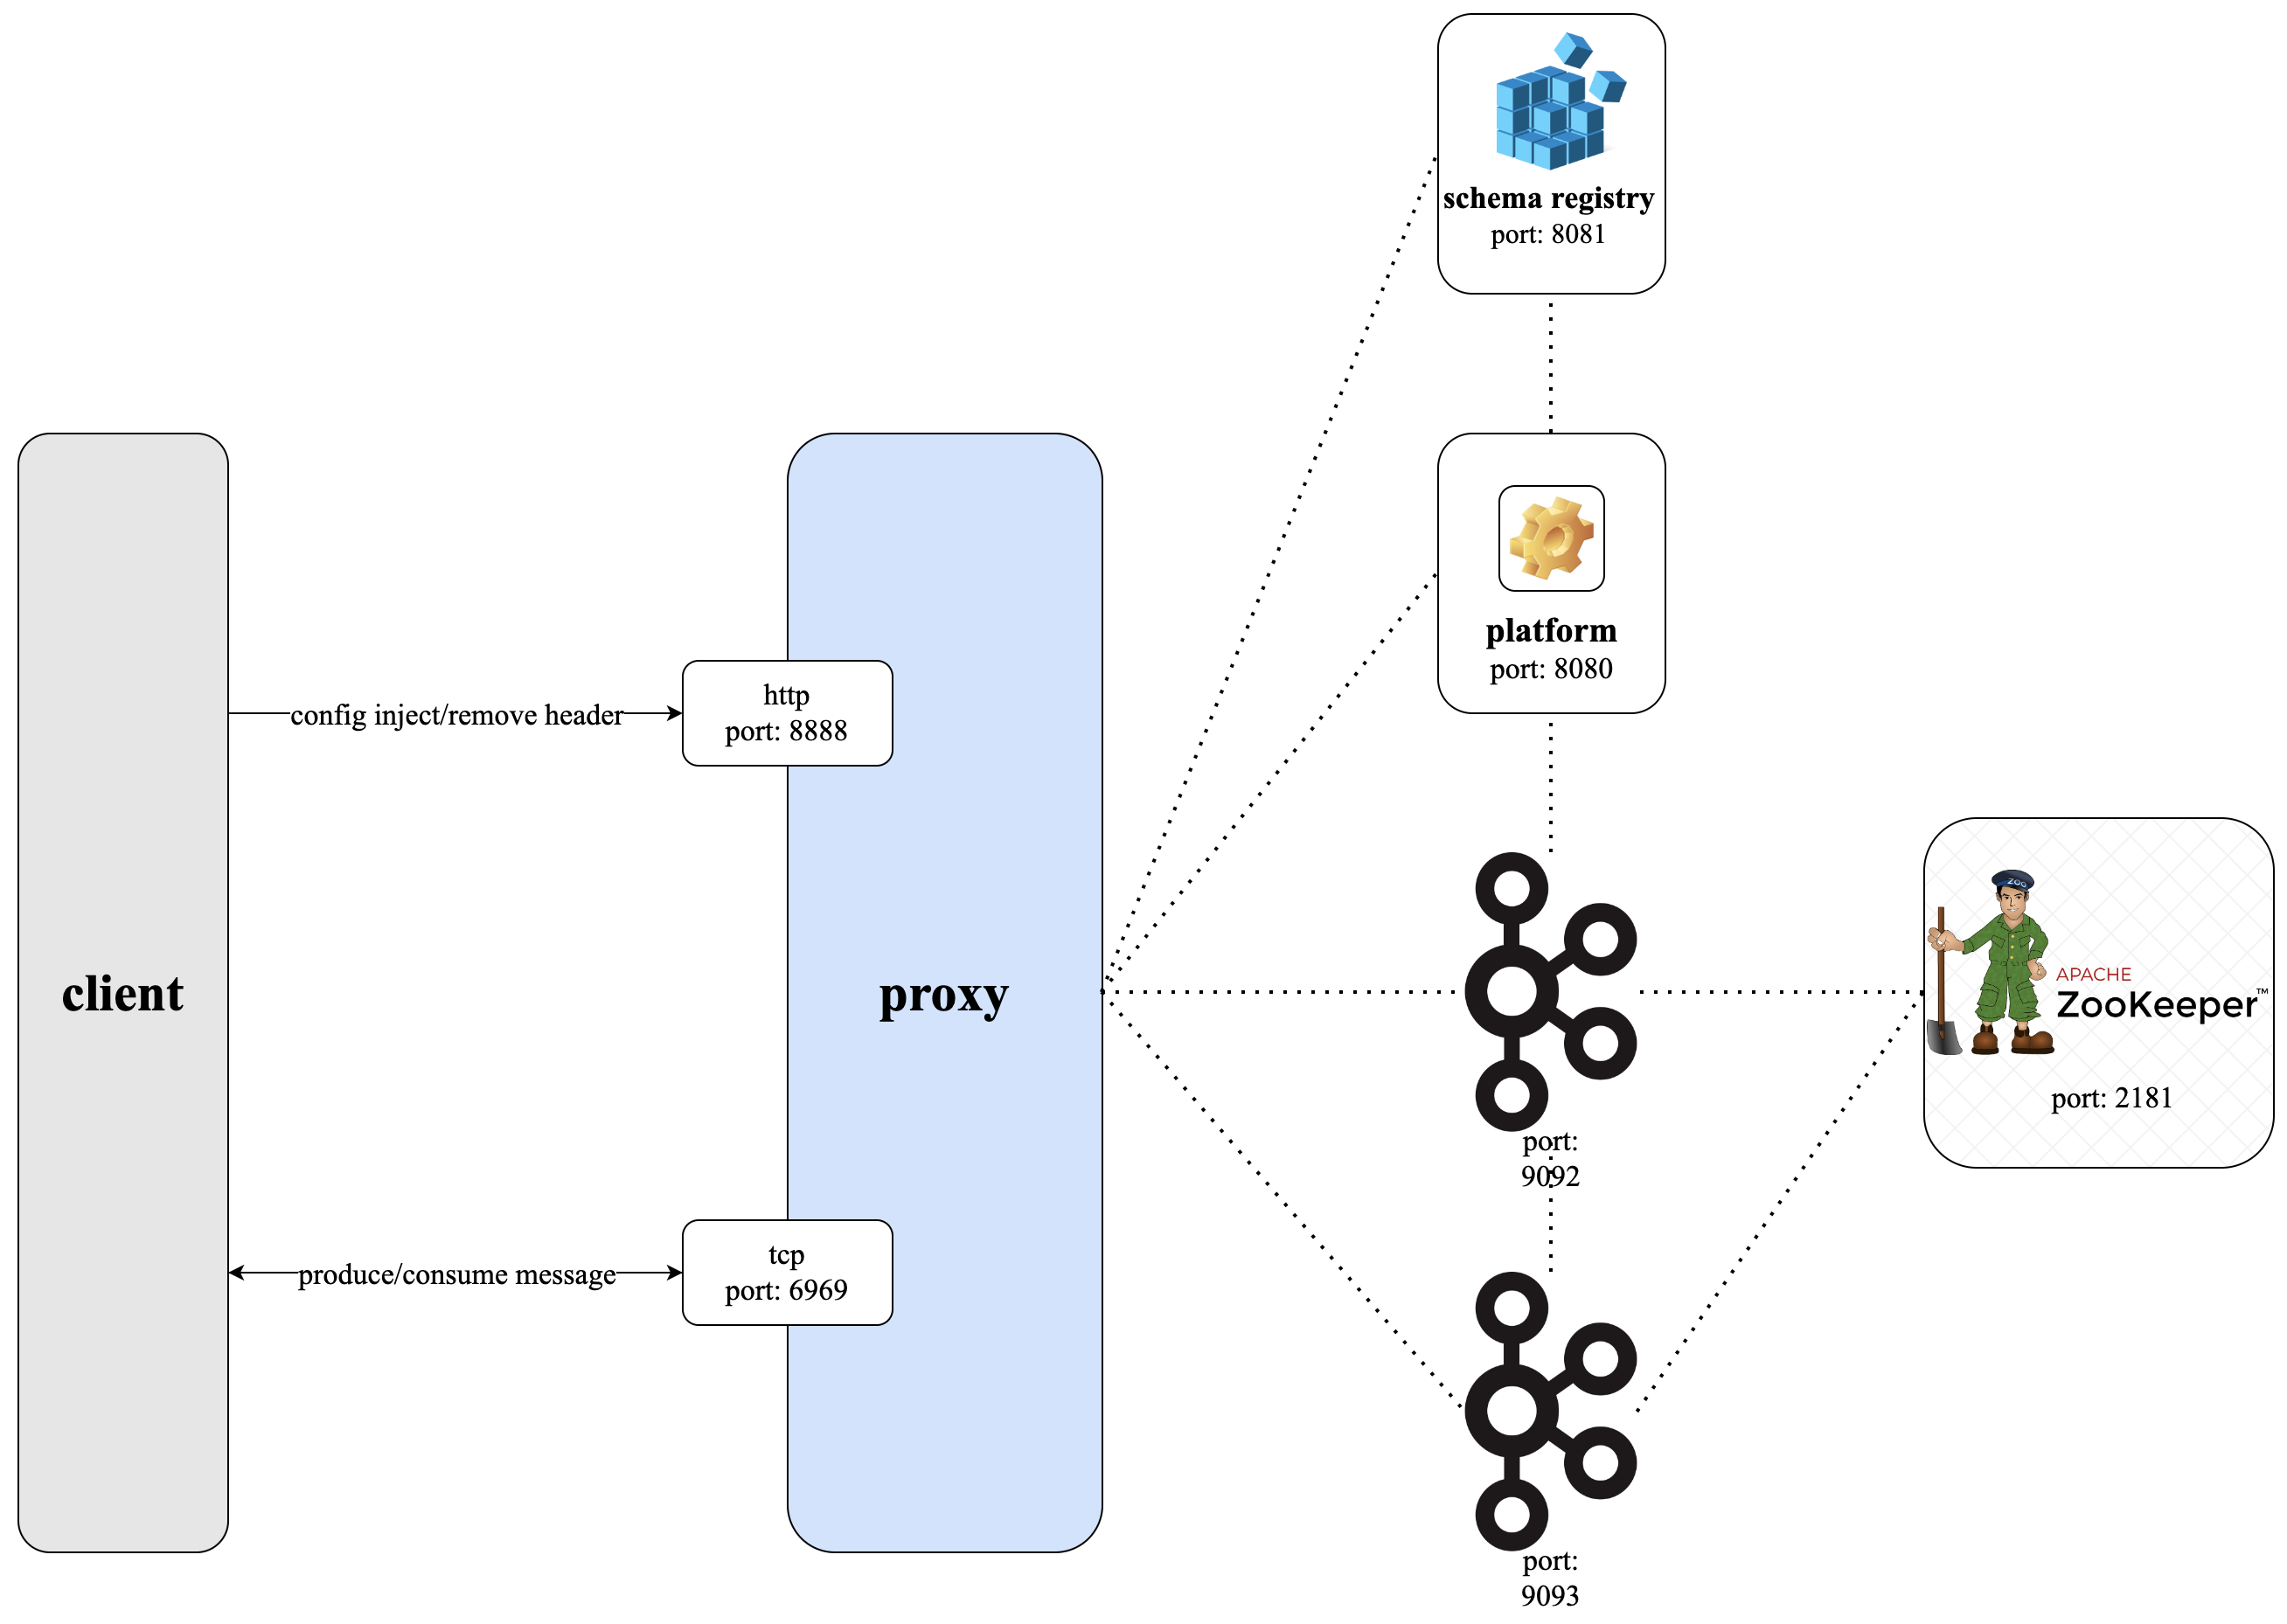 schema registry
port: 8081
platform
port: 8080
client
config inject/remove header
http
port: 8888
proxy
produce/consume message
tcp
port: 6969
port:
9092
port:
9093
ZOO
APACHE
ZooKeeper™
port: 2181